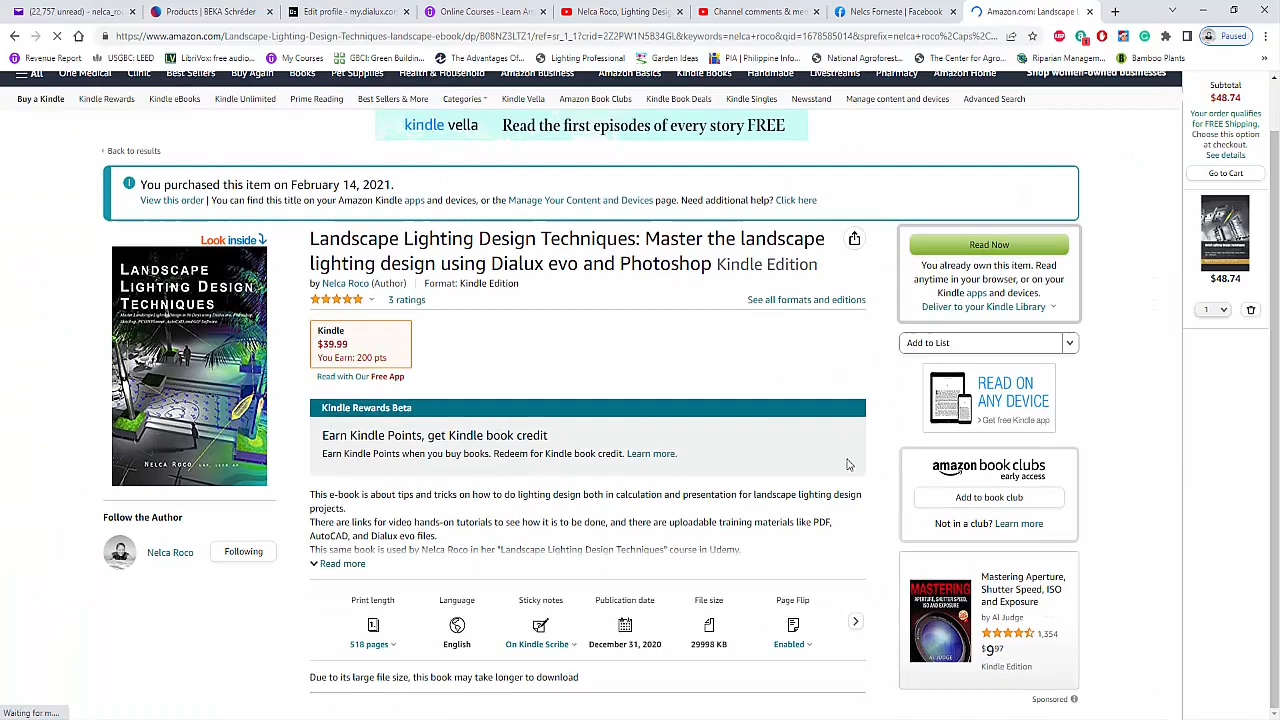 (22,757 unread) - nelca_ro
Products | BEKA Schréder
Edit profile - my.dialux.com
Online Courses - Learn An
Nelca Roco, Lighting Desig
Channel comments & me
Nelcs Forneste | Facebook
Amazon.com: Landscape L
https://www.amazon.com/Landscape-Lighting-Design-Techniques-landscape-ebook/dp/B08NZ3LTZ1/ref=sr_1_1?crid=2Z2PW1N5B34GL&keywords=nelca+roco&qid=1678585014&sprefix=nelca+roco%2Caps%2C...
Paused
Revenue Report
USGBC: LEED
LibriVox: free audio...
My Courses
GBCI:Green Building...
The Advantages Of...
Lighting Professional
Garden Ideas
PIA | Philippine Info...
National Agroforest...
The Center for Agro...
Riparian Managem...
Bamboo Plants
All One Medical Clinic Best Sellers Buy Again Books Pet Supplies Health & Household Amazon Business Amazon Basics Kindle Books Handmade Livestreams Pharmacy Amazon Home Shop women-owned businesses
Buy a Kindle Kindle Rewards Kindle eBooks Kindle Unlimited Prime Reading Best Sellers & More Categories Kindle Vella Amazon Book Clubs Kindle Book Deals Kindle Singles Newsstand Manage content and devices Advanced Search
kindle vella Read the first episodes of every story FREE
‹ Back to results
You purchased this item on February 14, 2021.
View this order | You can find this title on your Amazon Kindle apps and devices, or the Manage Your Content and Devices page. Need additional help? Click here
Look inside
LANDSCAPE
LIGHTING DESIGN
TECHNIQUES
NELCA ROCO
Follow the Author
Nelca Roco
Following
Landscape Lighting Design Techniques: Master the landscape
lighting design using Dialux evo and Photoshop Kindle Edition
by Nelca Roco (Author) | Format: Kindle Edition
3 ratings
See all formats and editions
Kindle
$39.99
You Earn: 200 pts
Read with Our Free App
Kindle Rewards Beta
Earn Kindle Points, get Kindle book credit
Earn Kindle Points when you buy books. Redeem for Kindle book credit. Learn more.
This e-book is about tips and tricks on how to do lighting design both in calculation and presentation for landscape lighting design
projects.
There are links for video hands-on tutorials to see how it is to be done, and there are uploadable training materials like PDF,
AutoCAD, and Dialux evo files.
This same book is used by Nelca Roco in her "Landscape Lighting Design Techniques" course in Udemy.
Read more
Print length
518 pages
Language
English
Sticky notes
On Kindle Scribe
Publication date
December 31, 2020
File size
29998 KB
Page Flip
Enabled
Due to its large file size, this book may take longer to download
Read Now
You already own this item. Read
anytime in your browser, or on your
Kindle apps and devices.
Deliver to your Kindle Library
Add to List
READ ON
ANY DEVICE
› Get free Kindle app
amazon book clubs
early access
Add to book club
Not in a club? Learn more
MASTERING
APERTURE, SHUTTER SPEED,
ISO AND EXPOSURE
Mastering Aperture,
Shutter Speed, ISO
and Exposure
by Al Judge
1,354
$9.97
Kindle Edition
Sponsored
Subtotal
$48.74
Your order qualifies
for FREE Shipping.
Choose this option
at checkout.
See details
Go to Cart
$48.74
1
Waiting for m....